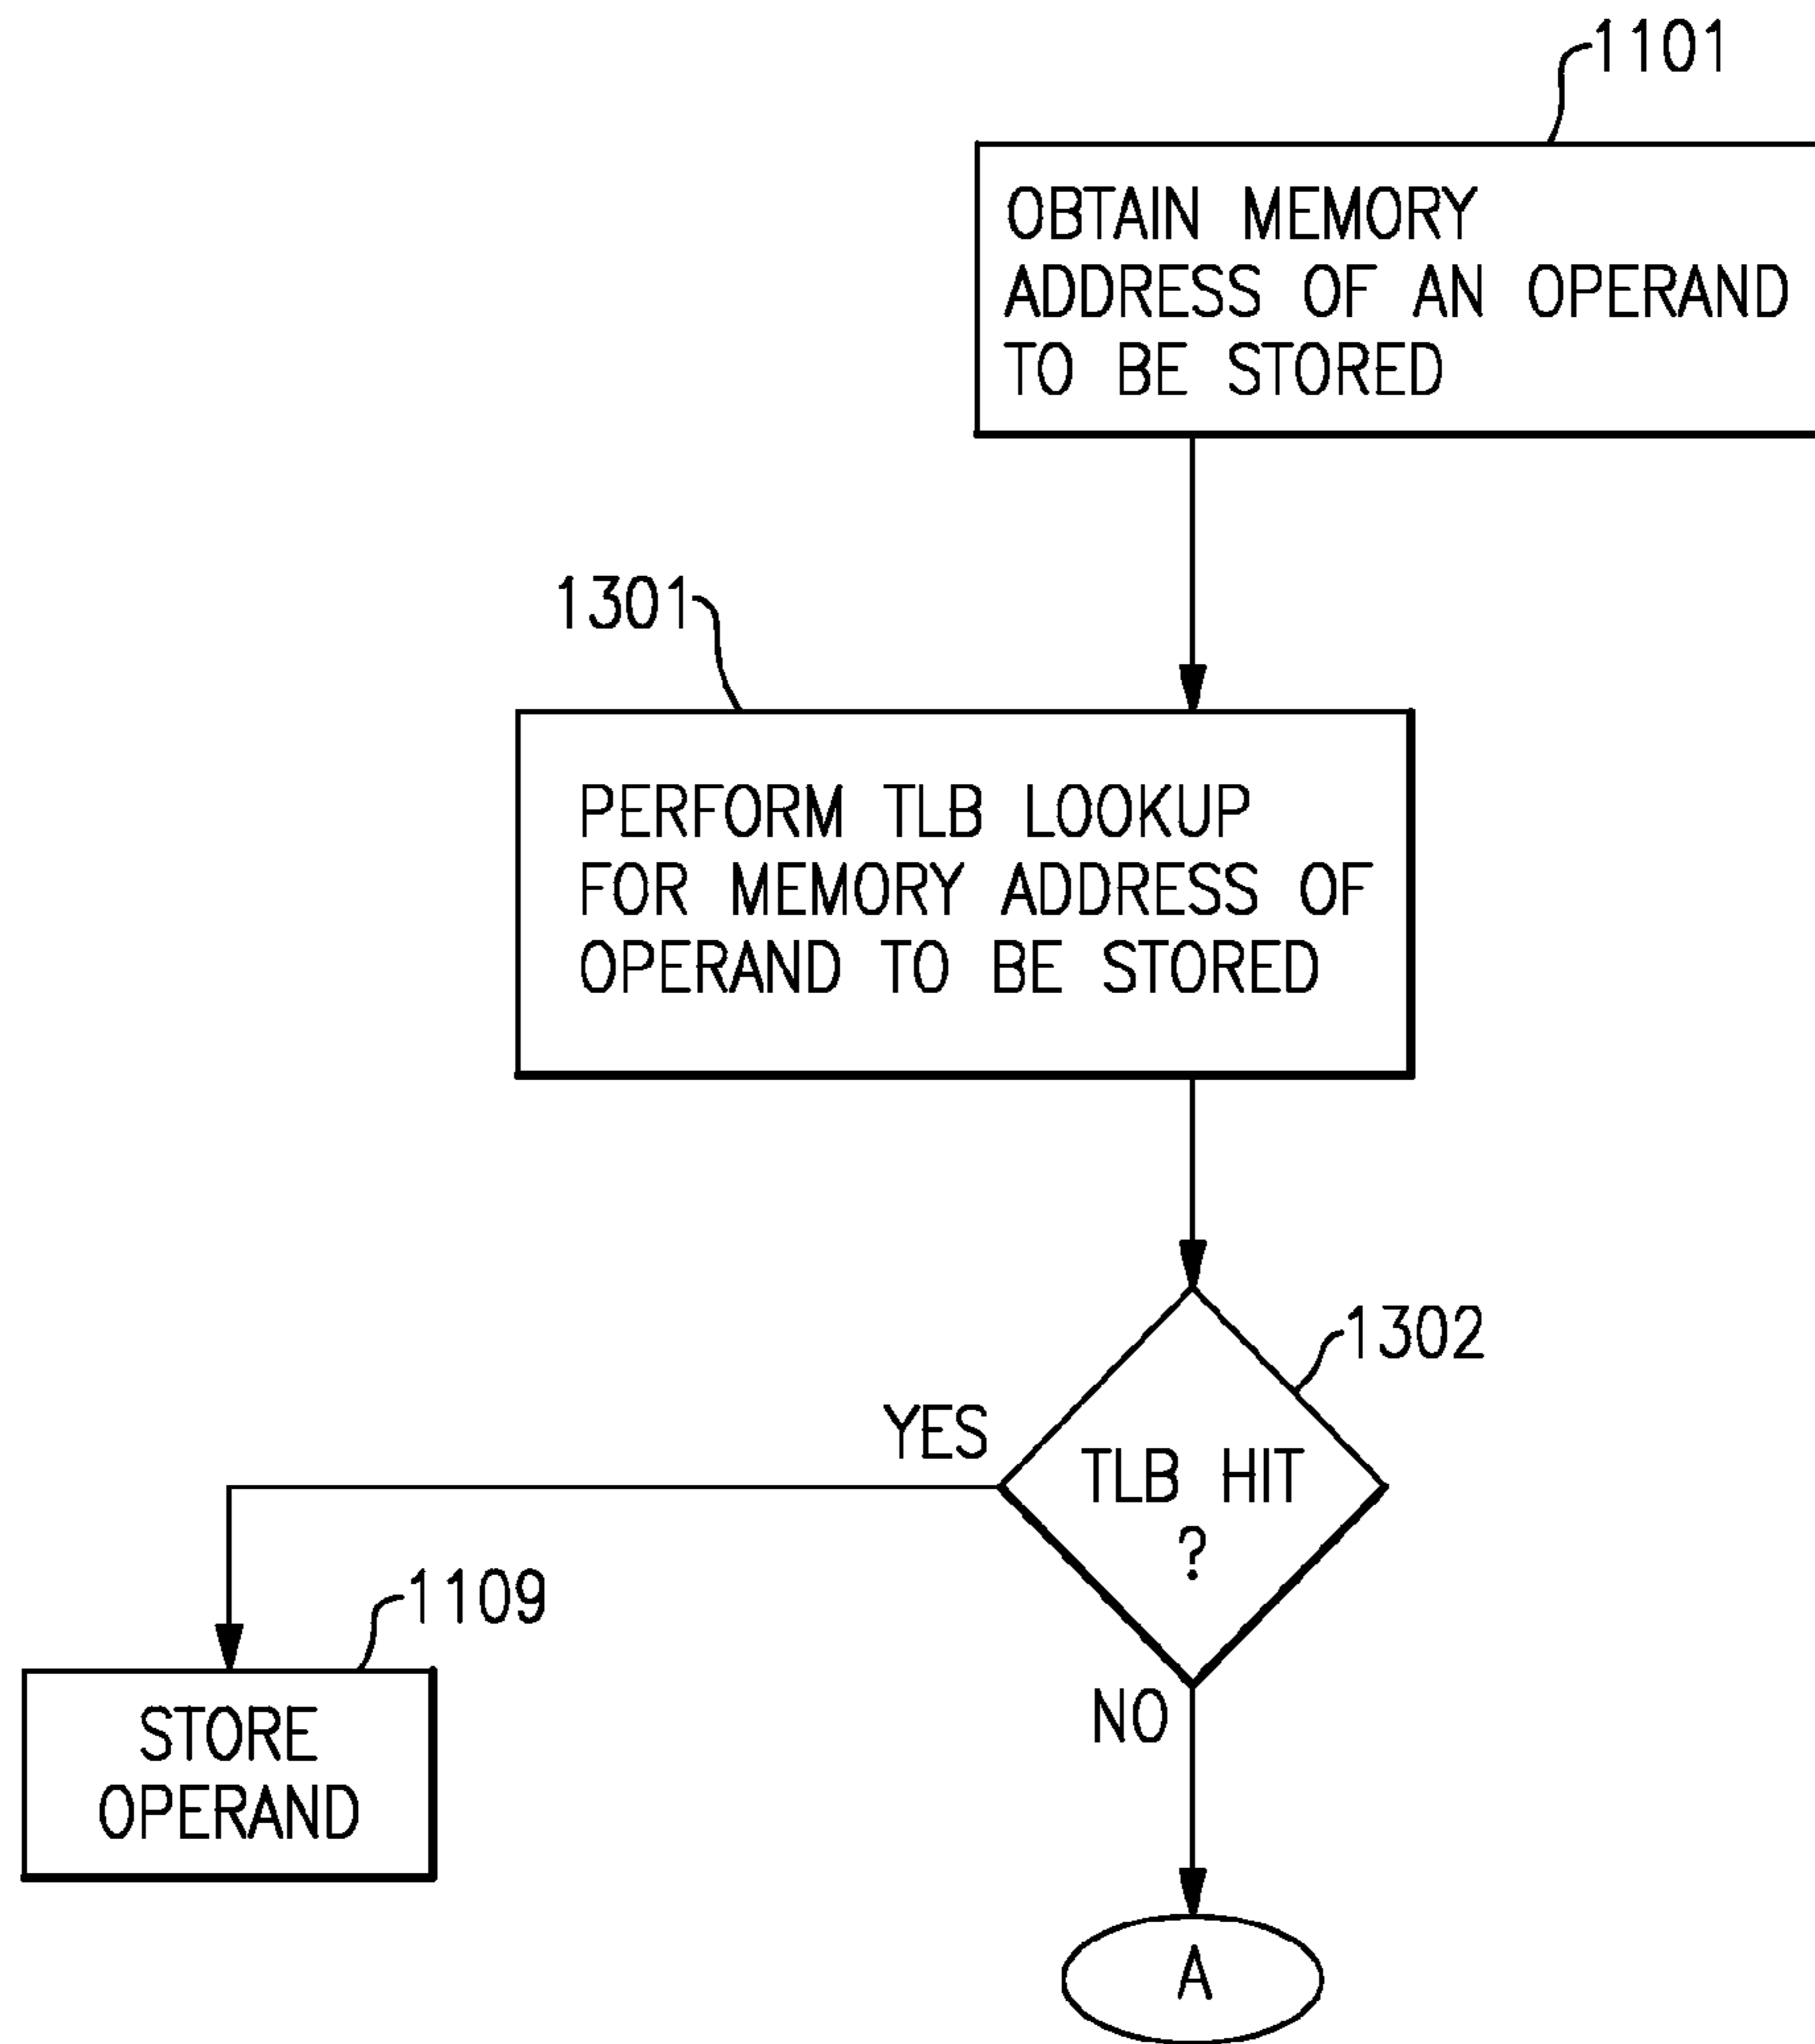 1101
OBTAIN MEMORY
ADDRESS OF AN OPERAND
TO BE STORED
1301
PERFORM TLB LOOKUP
FOR MEMORY ADDRESS OF
OPERAND TO BE STORED
1302
YES
TLB HIT
?
1109
STORE
OPERAND
NO
A